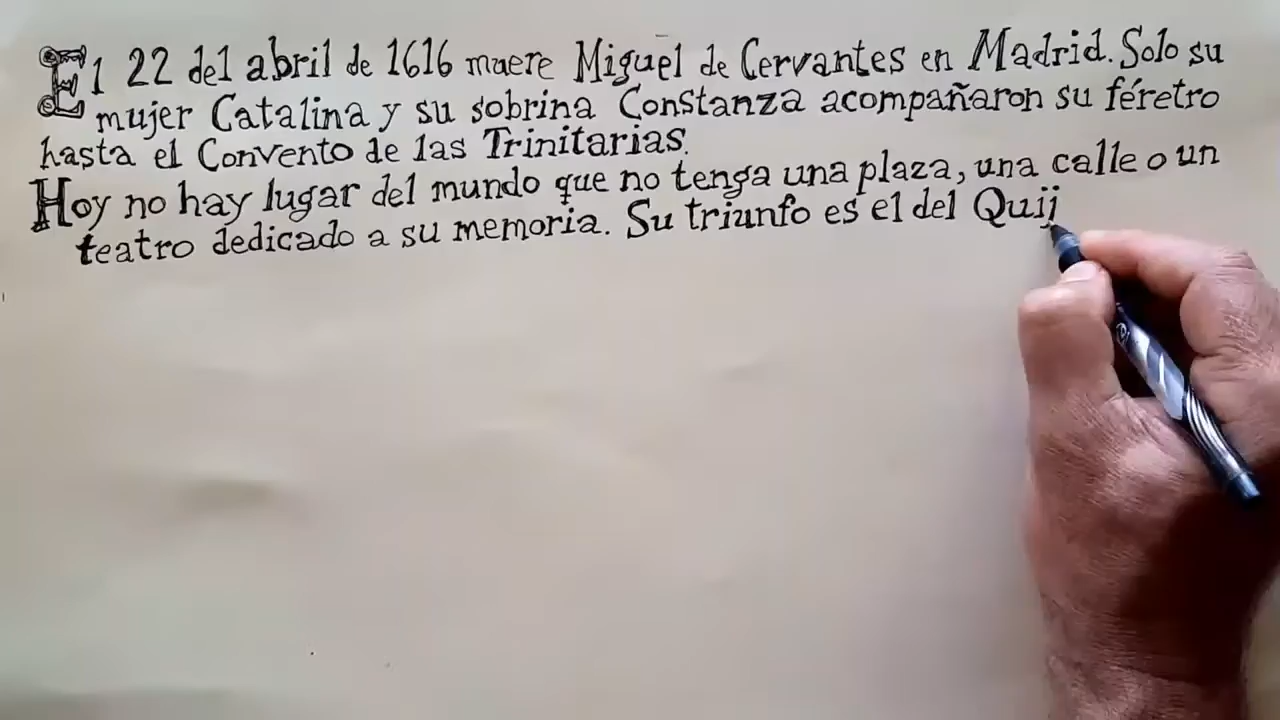 El 22 del abril de 1616 muere Miguel de Cervantes en Madrid. Solo su
mujer Catalina y su sobrina Constanza acompañaron su féretro
hasta el Convento de las Trinitarias.
Hoy no hay lugar del mundo que no tenga una plaza, una calle o un
teatro dedicado a su memoria. Su triunfo es el del Quij